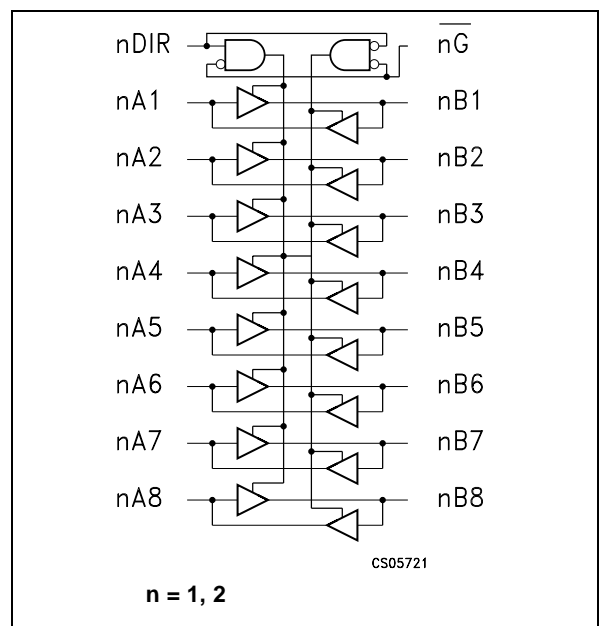 nDIR nG̅
nA1 nB1
nA2 nB2
nA3 nB3
nA4 nB4
nA5 nB5
nA6 nB6
nA7 nB7
nA8 nB8
CS05721
n = 1, 2